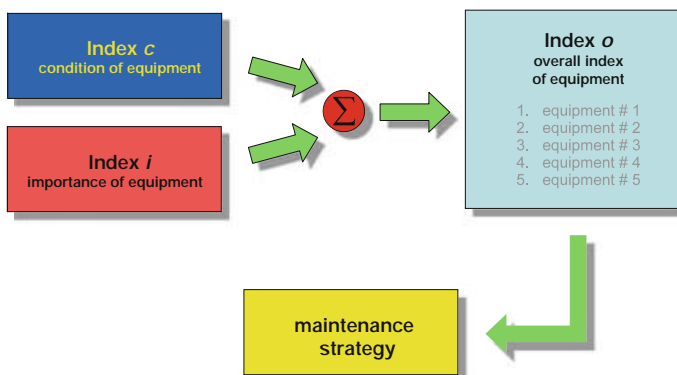 Index c
condition of equipment
Index i
importance of equipment
Σ
Index o
overall index
of equipment
1. equipment # 1
2. equipment # 2
3. equipment # 3
4. equipment # 4
5. equipment # 5
maintenance
strategy